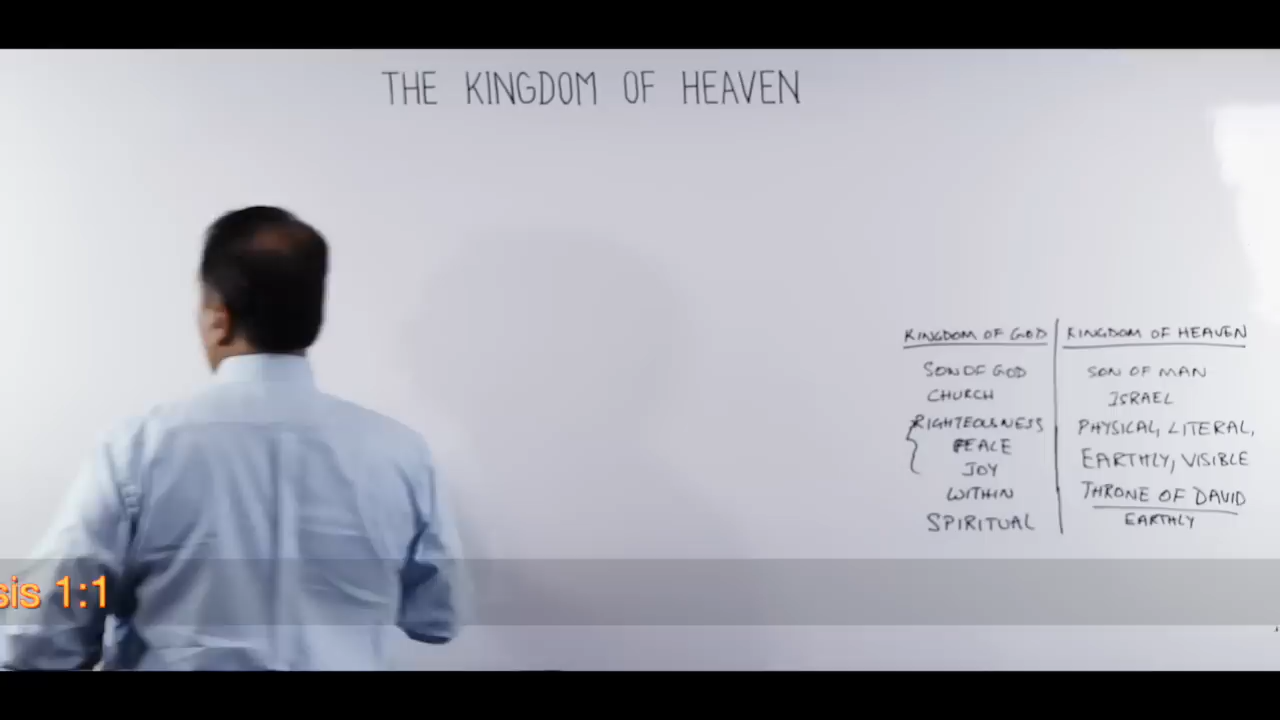 THE KINGDOM OF HEAVEN
KINGDOM OF GOD KINGDOM OF HEAVEN
SON OF GOD SON OF MAN
CHURCH ISRAEL
RIGHTEOUSNESS PHYSICAL, LITERAL,
PEACE EARTHLY, VISIBLE
JOY
WITHIN THRONE OF DAVID
SPIRITUAL EARTHLY
sis 1:1